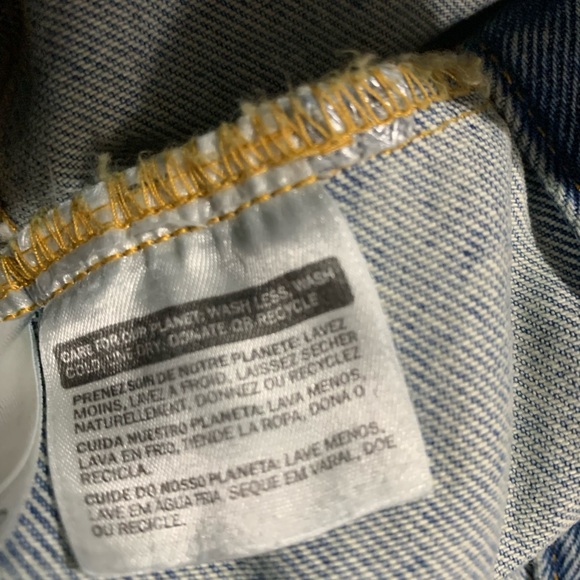 CARE FOR OUR PLANET: WASH LESS, WASH
COLD, LINE DRY, DONATE OR RECYCLE
PRENEZ SOIN DE NOTRE PLANETE: LAVEZ
MOINS, LAVEZ A FROID, LAISSEZ SÉCHER
NATURELLEMENT, DONNEZ OU RECYCLEZ
CUIDA NUESTRO PLANETA: LAVA MENOS,
LAVA EN FRIO, TIENDE LA ROPA, DONA O
RECICLA.
CUIDE DO NOSSO PLANETA: LAVE MENOS,
LAVE EM ÁGUA FRIA, SEQUE EM VARAL, DOE
OU RECICLE.